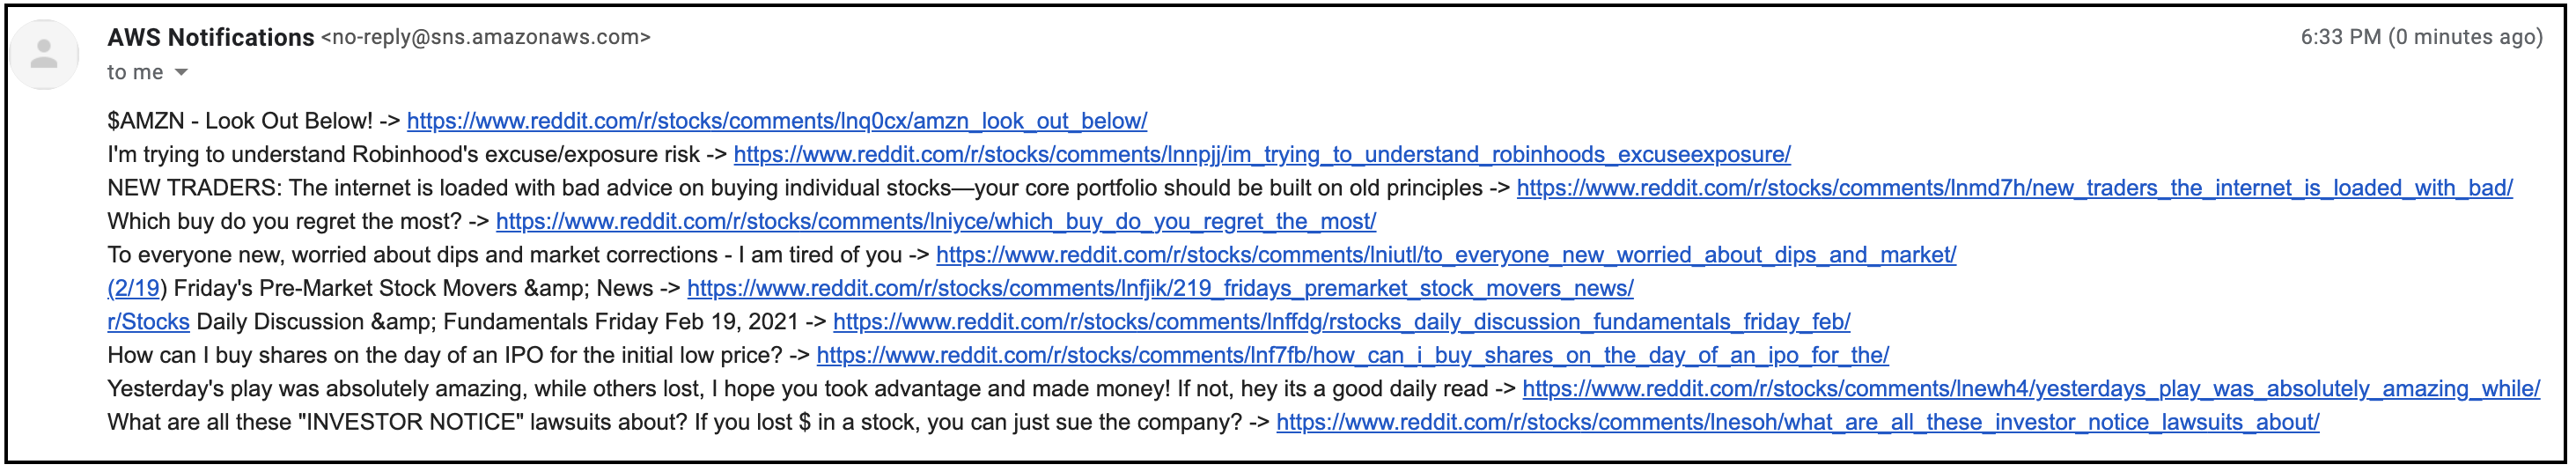 AWS Notifications <no-reply@sns.amazonaws.com> 6:33 PM (0 minutes ago)
to me
$AMZN - Look Out Below! -> https://www.reddit.com/r/stocks/comments/lnq0cx/amzn_look_out_below/
I'm trying to understand Robinhood's excuse/exposure risk -> https://www.reddit.com/r/stocks/comments/lnnpjj/im_trying_to_understand_robinhoods_excuseexposure/
NEW TRADERS: The internet is loaded with bad advice on buying individual stocks—your core portfolio should be built on old principles -> https://www.reddit.com/r/stocks/comments/lnmd7h/new_traders_the_internet_is_loaded_with_bad/
Which buy do you regret the most? -> https://www.reddit.com/r/stocks/comments/lniyce/which_buy_do_you_regret_the_most/
To everyone new, worried about dips and market corrections - I am tired of you -> https://www.reddit.com/r/stocks/comments/lniutl/to_everyone_new_worried_about_dips_and_market/
(2/19) Friday's Pre-Market Stock Movers &amp; News -> https://www.reddit.com/r/stocks/comments/lnfjik/219_fridays_premarket_stock_movers_news/
r/Stocks Daily Discussion &amp; Fundamentals Friday Feb 19, 2021 -> https://www.reddit.com/r/stocks/comments/lnffdg/rstocks_daily_discussion_fundamentals_friday_feb/
How can I buy shares on the day of an IPO for the initial low price? -> https://www.reddit.com/r/stocks/comments/lnf7fb/how_can_i_buy_shares_on_the_day_of_an_ipo_for_the/
Yesterday's play was absolutely amazing, while others lost, I hope you took advantage and made money! If not, hey its a good daily read -> https://www.reddit.com/r/stocks/comments/lnewh4/yesterdays_play_was_absolutely_amazing_while/
What are all these "INVESTOR NOTICE" lawsuits about? If you lost $ in a stock, you can just sue the company? -> https://www.reddit.com/r/stocks/comments/lnesoh/what_are_all_these_investor_notice_lawsuits_about/